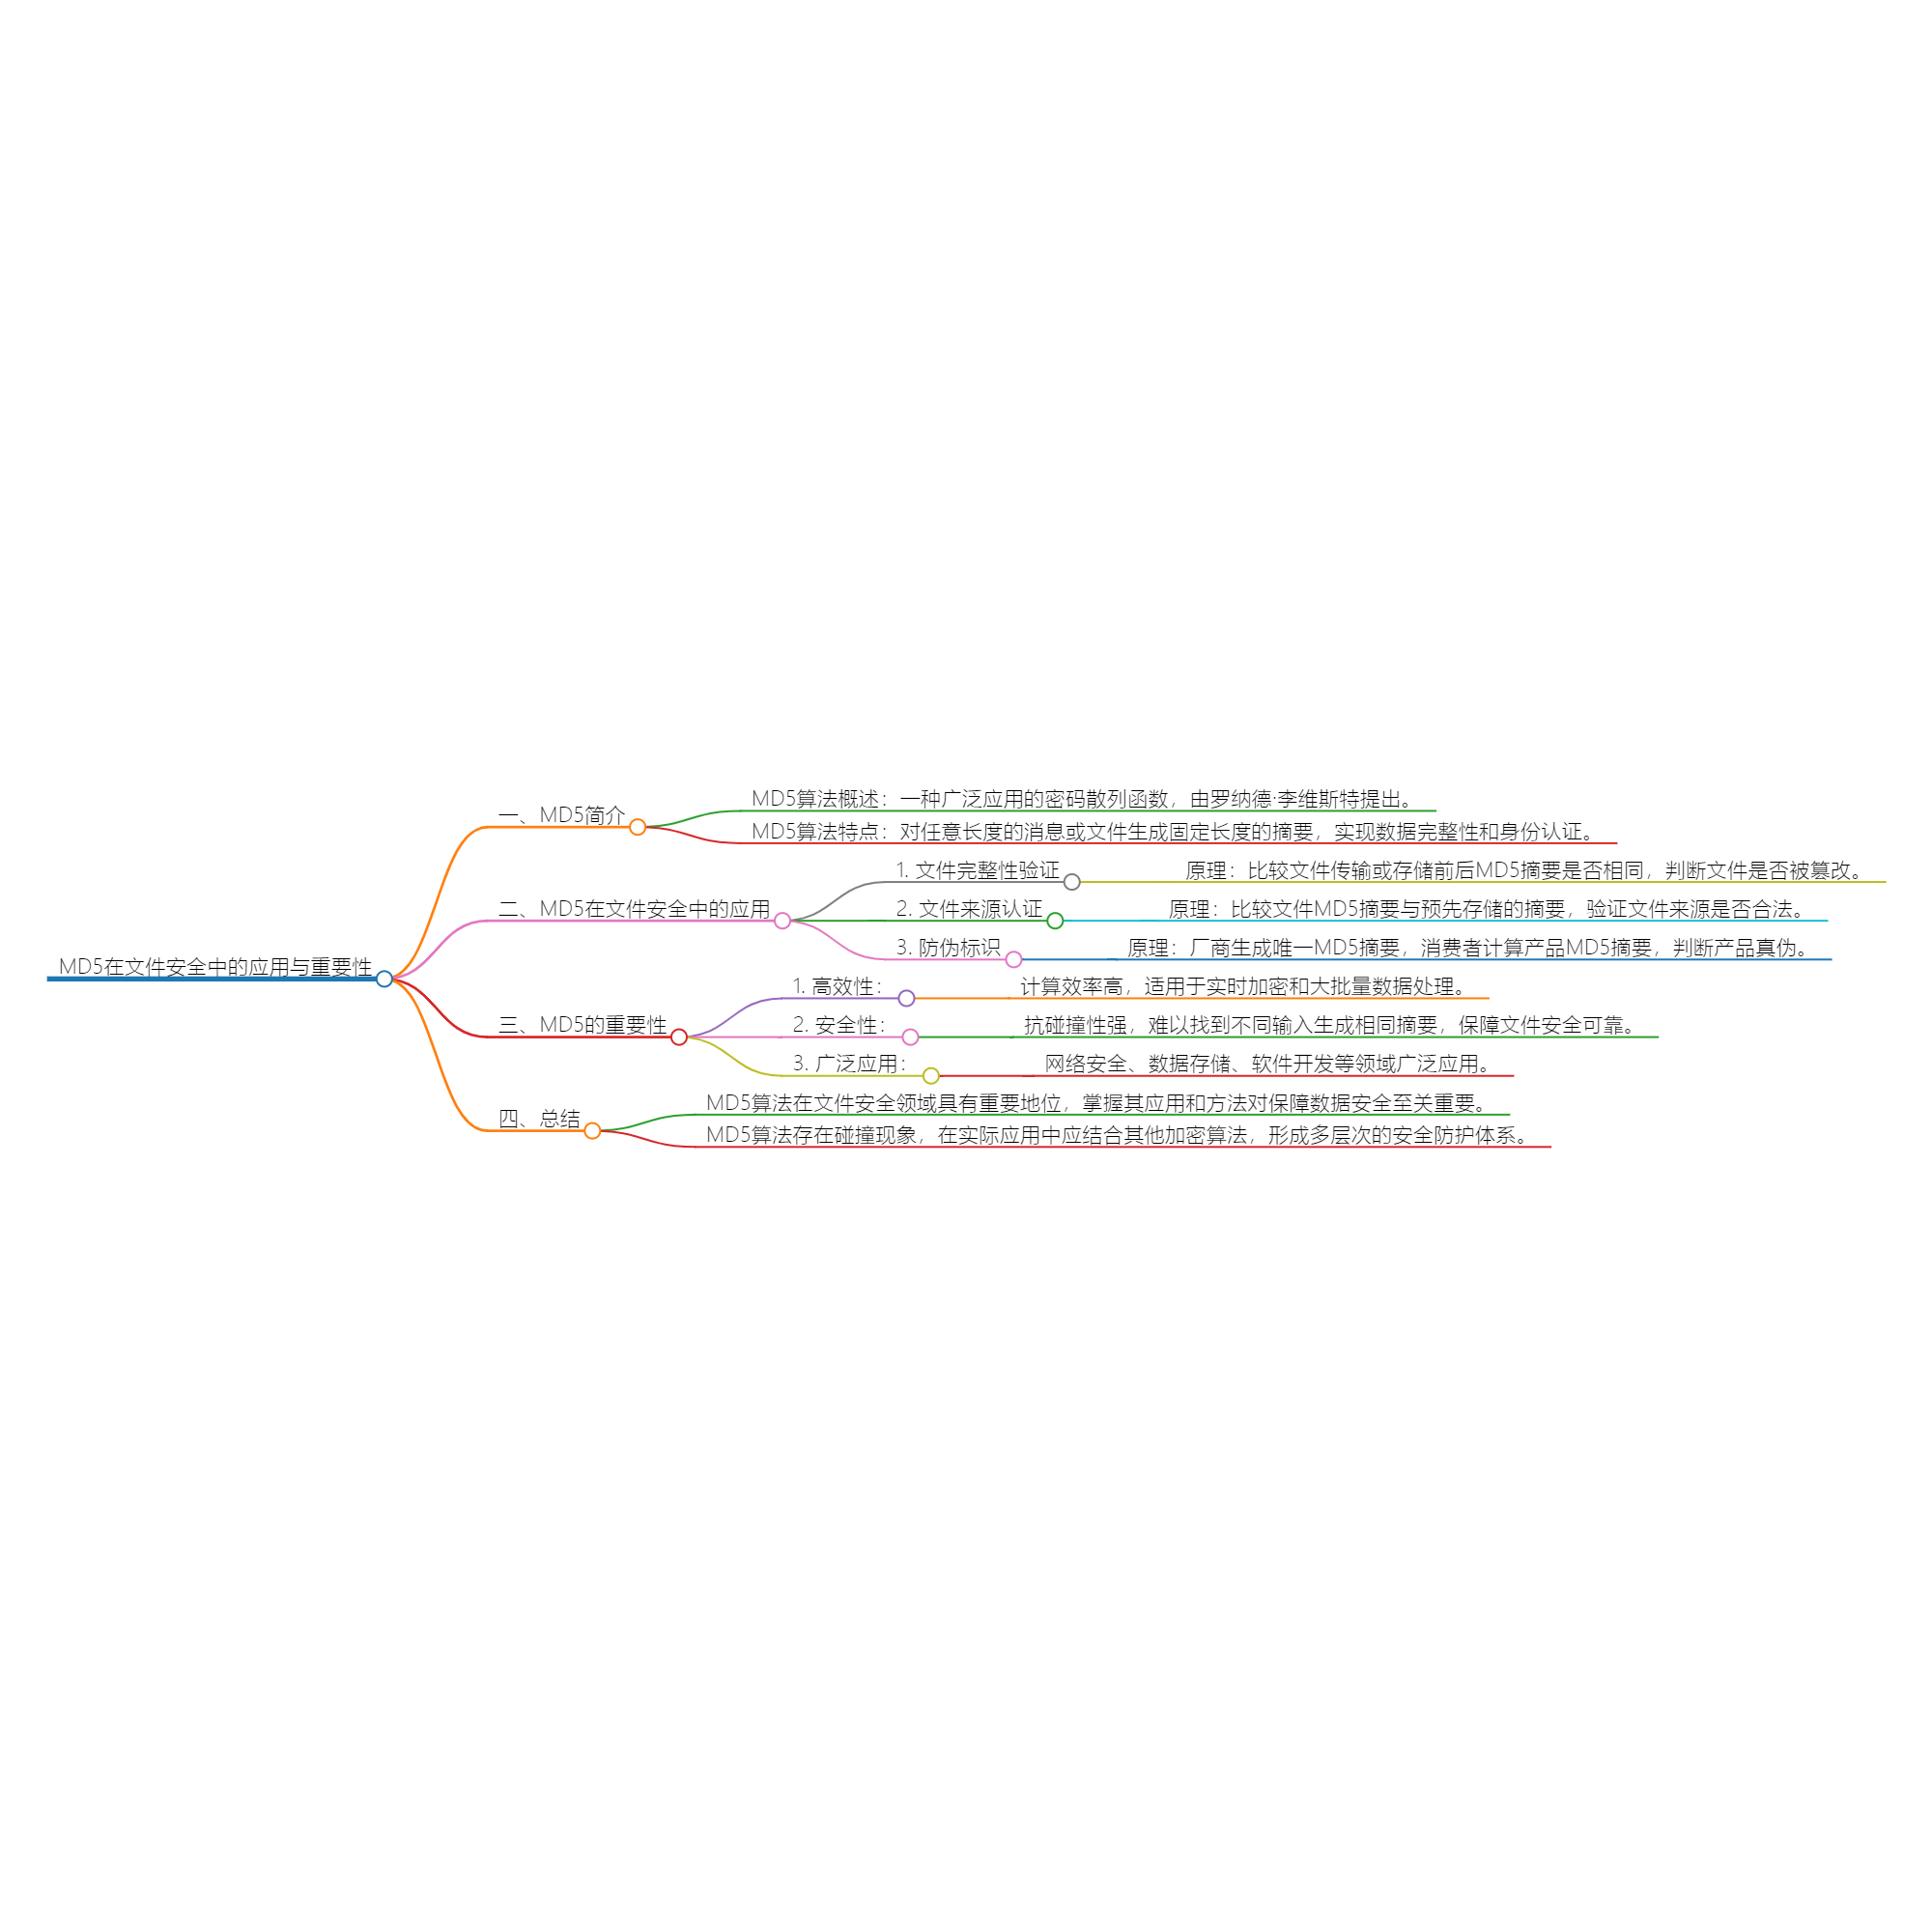 MD5在文件安全中的应用与重要性
一、MD5简介
MD5算法概述：一种广泛应用的密码散列函数，由罗纳德·李维斯特提出。
MD5算法特点：对任意长度的消息或文件生成固定长度的摘要，实现数据完整性和身份认证。
二、MD5在文件安全中的应用
1. 文件完整性验证
原理：比较文件传输或存储前后MD5摘要是否相同，判断文件是否被篡改。
2. 文件来源认证
原理：比较文件MD5摘要与预先存储的摘要，验证文件来源是否合法。
3. 防伪标识
原理：厂商生成唯一MD5摘要，消费者计算产品MD5摘要，判断产品真伪。
三、MD5的重要性
1. 高效性：
计算效率高，适用于实时加密和大批量数据处理。
2. 安全性：
抗碰撞性强，难以找到不同输入生成相同摘要，保障文件安全可靠。
3. 广泛应用：
网络安全、数据存储、软件开发等领域广泛应用。
四、总结
MD5算法在文件安全领域具有重要地位，掌握其应用和方法对保障数据安全至关重要。
MD5算法存在碰撞现象，在实际应用中应结合其他加密算法，形成多层次的安全防护体系。